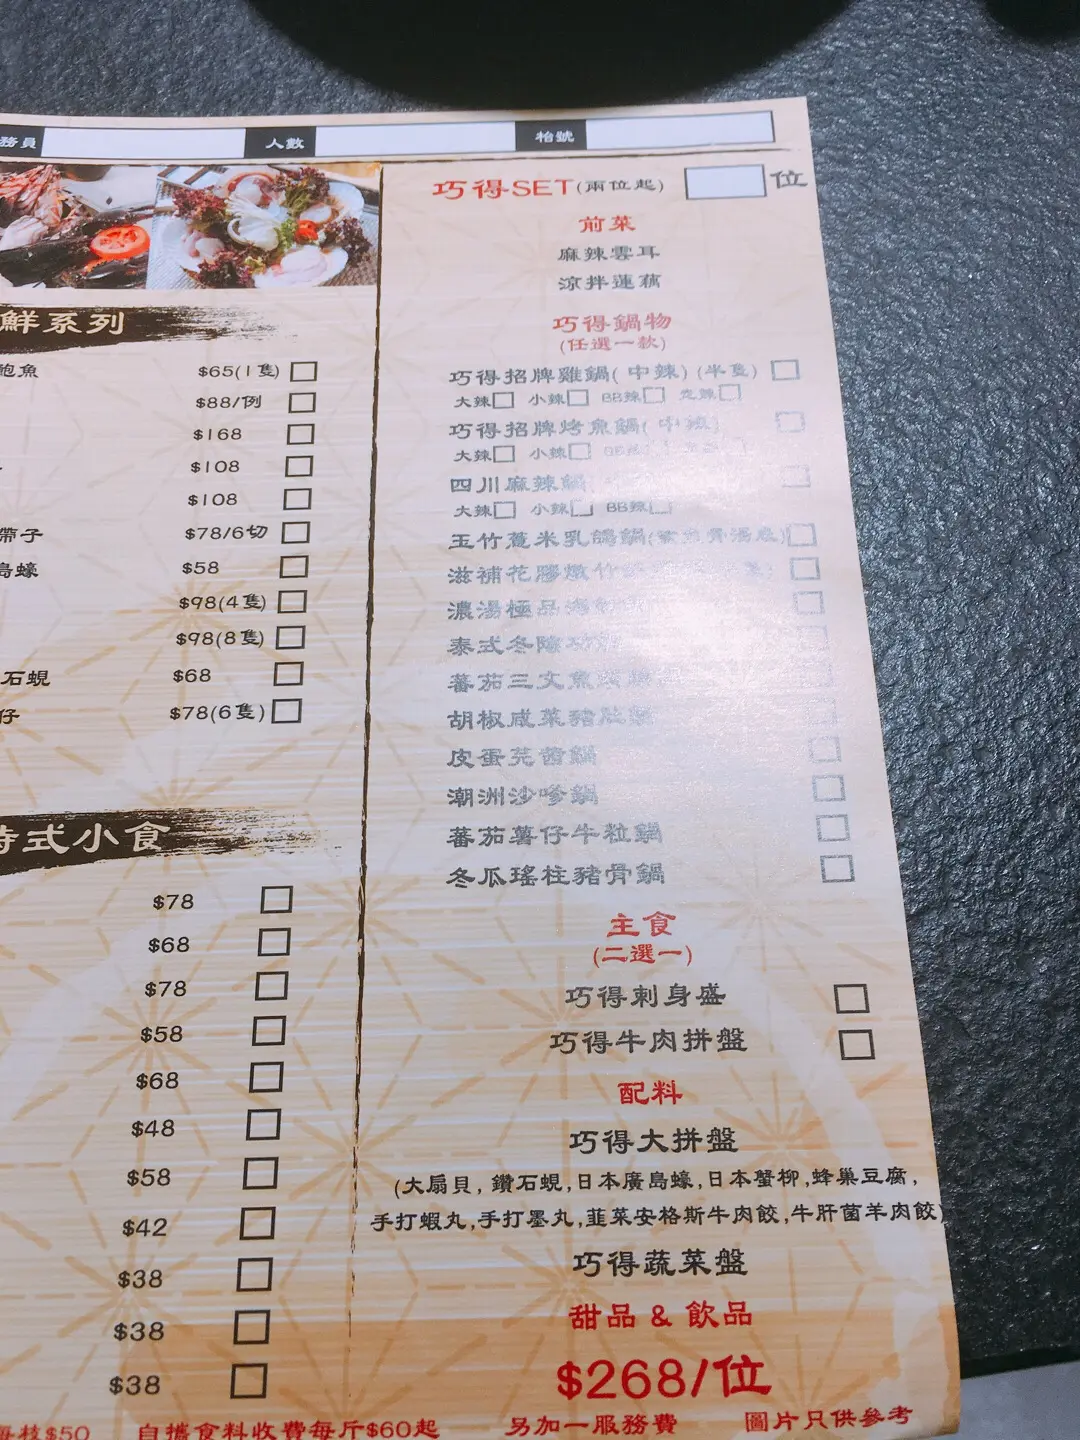 務員 人數 枱號
鮮系列
鮑魚 $65(1隻)
$88/例
$168
$108
$108
帶子 $78/6切
島蠔 $58
$98(4隻)
$98(8隻)
石蜆 $68
仔 $78(6隻)
式小食
$78
$68
$78
$58
$68
$48
$58
$42
$38
$38
$38
巧得SET(兩位起) 位
前菜
麻辣雲耳
涼拌蓮藕
巧得鍋物
(任選一款)
巧得招牌雞鍋(中辣)(半隻)
大辣 小辣 BB辣 走辣
巧得招牌烤魚鍋(中辣)
大辣 小辣 BB辣
四川麻辣鍋
大辣 小辣 BB辣
玉竹薏米乳鴿鍋
滋補花膠燉竹
濃湯極品海
泰式冬陰功
蕃茄三文魚
胡椒咸菜豬肚
皮蛋芫茜鍋
潮洲沙嗲鍋
蕃茄薯仔牛粒鍋
冬瓜瑤柱豬骨鍋
主食
(二選一)
巧得刺身盛
巧得牛肉拼盤
配料
巧得大拼盤
(大扇貝,鑽石蜆,日本廣島蠔,日本蟹柳,蜂巢豆腐,
手打蝦丸,手打墨丸,韮菜安格斯牛肉餃,牛肝菌羊肉餃)
巧得蔬菜盤
甜品 & 飲品
$268/位
每枝$50 自攜食料收費每斤$60起 另加一服務費 圖片只供參考